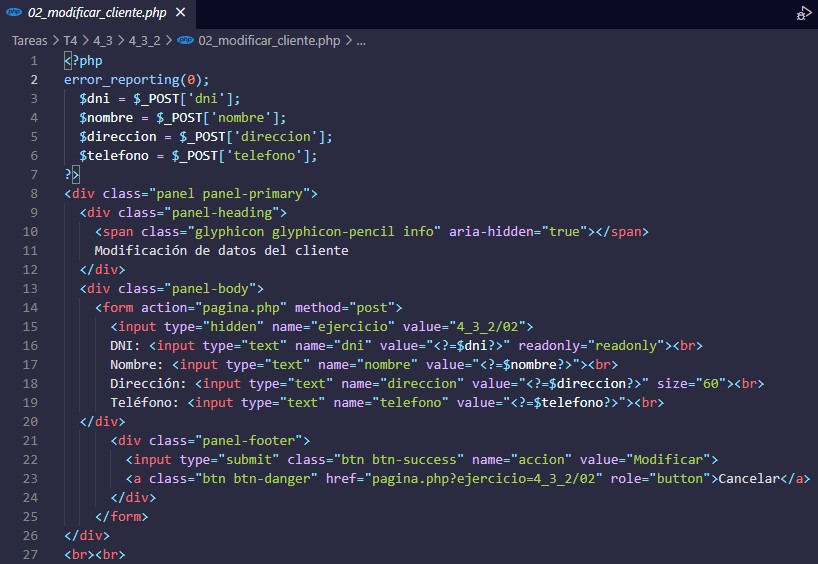 php 02_modificar_cliente.php ×
Tareas > T4 > 4_3 > 4_3_2 > php 02_modificar_cliente.php > ...
1 <?php
2 error_reporting(0);
3 $dni = $_POST['dni'];
4 $nombre = $_POST['nombre'];
5 $direccion = $_POST['direccion'];
6 $telefono = $_POST['telefono'];
7 ?>
8 <div class="panel panel-primary">
9 <div class="panel-heading">
10 <span class="glyphicon glyphicon-pencil info" aria-hidden="true"></span>
11 Modificación de datos del cliente
12 </div>
13 <div class="panel-body">
14 <form action="pagina.php" method="post">
15 <input type="hidden" name="ejercicio" value="4_3_2/02">
16 DNI: <input type="text" name="dni" value="<?=$dni?>" readonly="readonly"><br>
17 Nombre: <input type="text" name="nombre" value="<?=$nombre?>"><br>
18 Dirección: <input type="text" name="direccion" value="<?=$direccion?>" size="60"><br>
19 Teléfono: <input type="text" name="telefono" value="<?=$telefono?>"><br>
20 </div>
21 <div class="panel-footer">
22 <input type="submit" class="btn btn-success" name="accion" value="Modificar">
23 <a class="btn btn-danger" href="pagina.php?ejercicio=4_3_2/02" role="button">Cancelar</a>
24 </div>
25 </form>
26 </div>
27 <br><br>